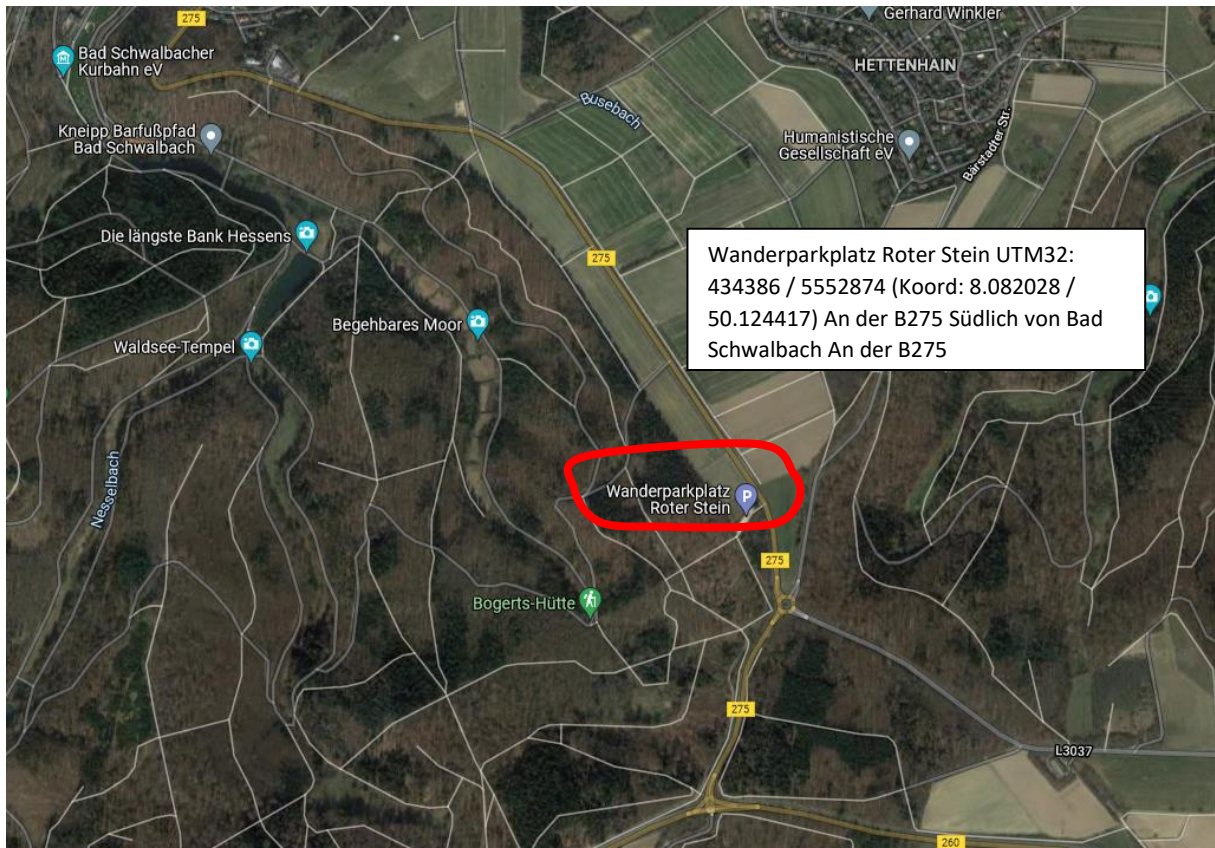 275
Gerhard Winkler
Bad Schwalbacher
Kurbahn eV
HETTENHAIN
Busebach
Kneipp Barfußpfad
Bad Schwalbach
Humanistische
Gesellschaft eV
Bärstadter Str.
Die längste Bank Hessens
275
Wanderparkplatz Roter Stein UTM32:
434386 / 5552874 (Koord: 8.082028 /
50.124417) An der B275 Südlich von Bad
Schwalbach An der B275
Begehbares Moor
Waldsee-Tempel
Nesselbach
Wanderparkplatz
Roter Stein
P
275
Bogerts-Hütte
275
L3037
260